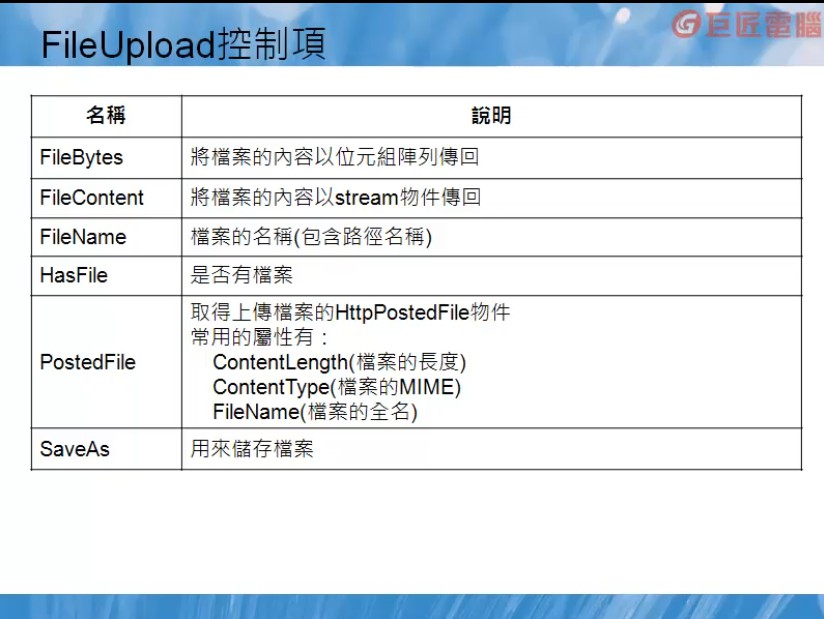 FileUpload控制項
巨匠電腦
名稱 說明
FileBytes 將檔案的內容以位元組陣列傳回
FileContent 將檔案的內容以stream物件傳回
FileName 檔案的名稱(包含路徑名稱)
HasFile 是否有檔案
PostedFile 取得上傳檔案的HttpPostedFile物件
常用的屬性有：
ContentLength(檔案的長度)
ContentType(檔案的MIME)
FileName(檔案的全名)
SaveAs 用來儲存檔案